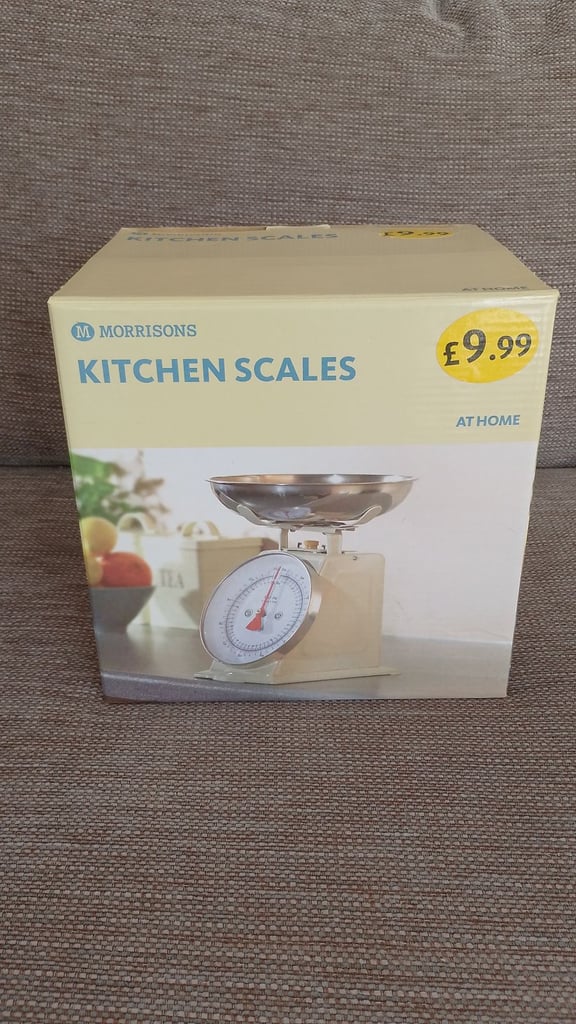 KITCHEN SCALES
£9.99
AT HOME
M MORRISONS
KITCHEN SCALES
£9.99
AT HOME
TEA